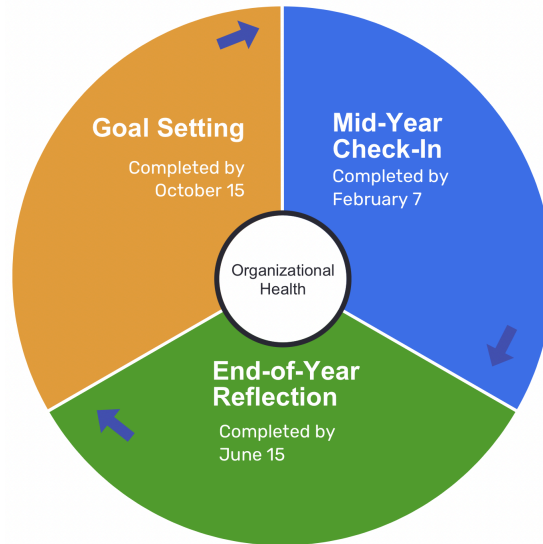 Goal Setting
Completed by
October 15
Mid-Year
Check-In
Completed by
February 7
Organizational
Health
End-of-Year
Reflection
Completed by
June 15